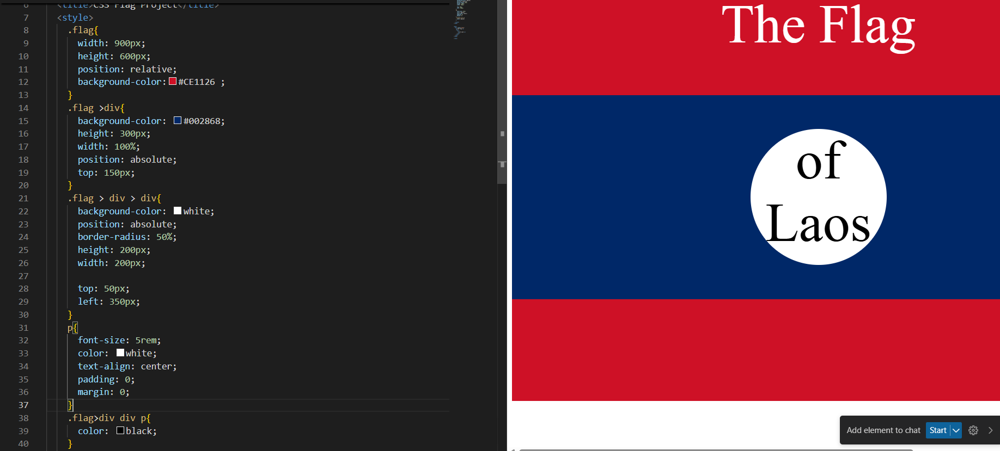 6 <title>CSS Flag Project</title>
7 <style>
8 .flag{
9 width: 900px;
10 height: 600px;
11 position: relative;
12 background-color: #CE1126 ;
13 }
14 .flag >div{
15 background-color: #002868;
16 height: 300px;
17 width: 100%;
18 position: absolute;
19 top: 150px;
20 }
21 .flag > div > div{
22 background-color: white;
23 position: absolute;
24 border-radius: 50%;
25 height: 200px;
26 width: 200px;
27
28 top: 50px;
29 left: 350px;
30 }
31 p{
32 font-size: 5rem;
33 color: white;
34 text-align: center;
35 padding: 0;
36 margin: 0;
37 }
38 .flag>div div p{
39 color: black;
40 }
The Flag
of
Laos
Add element to chat Start